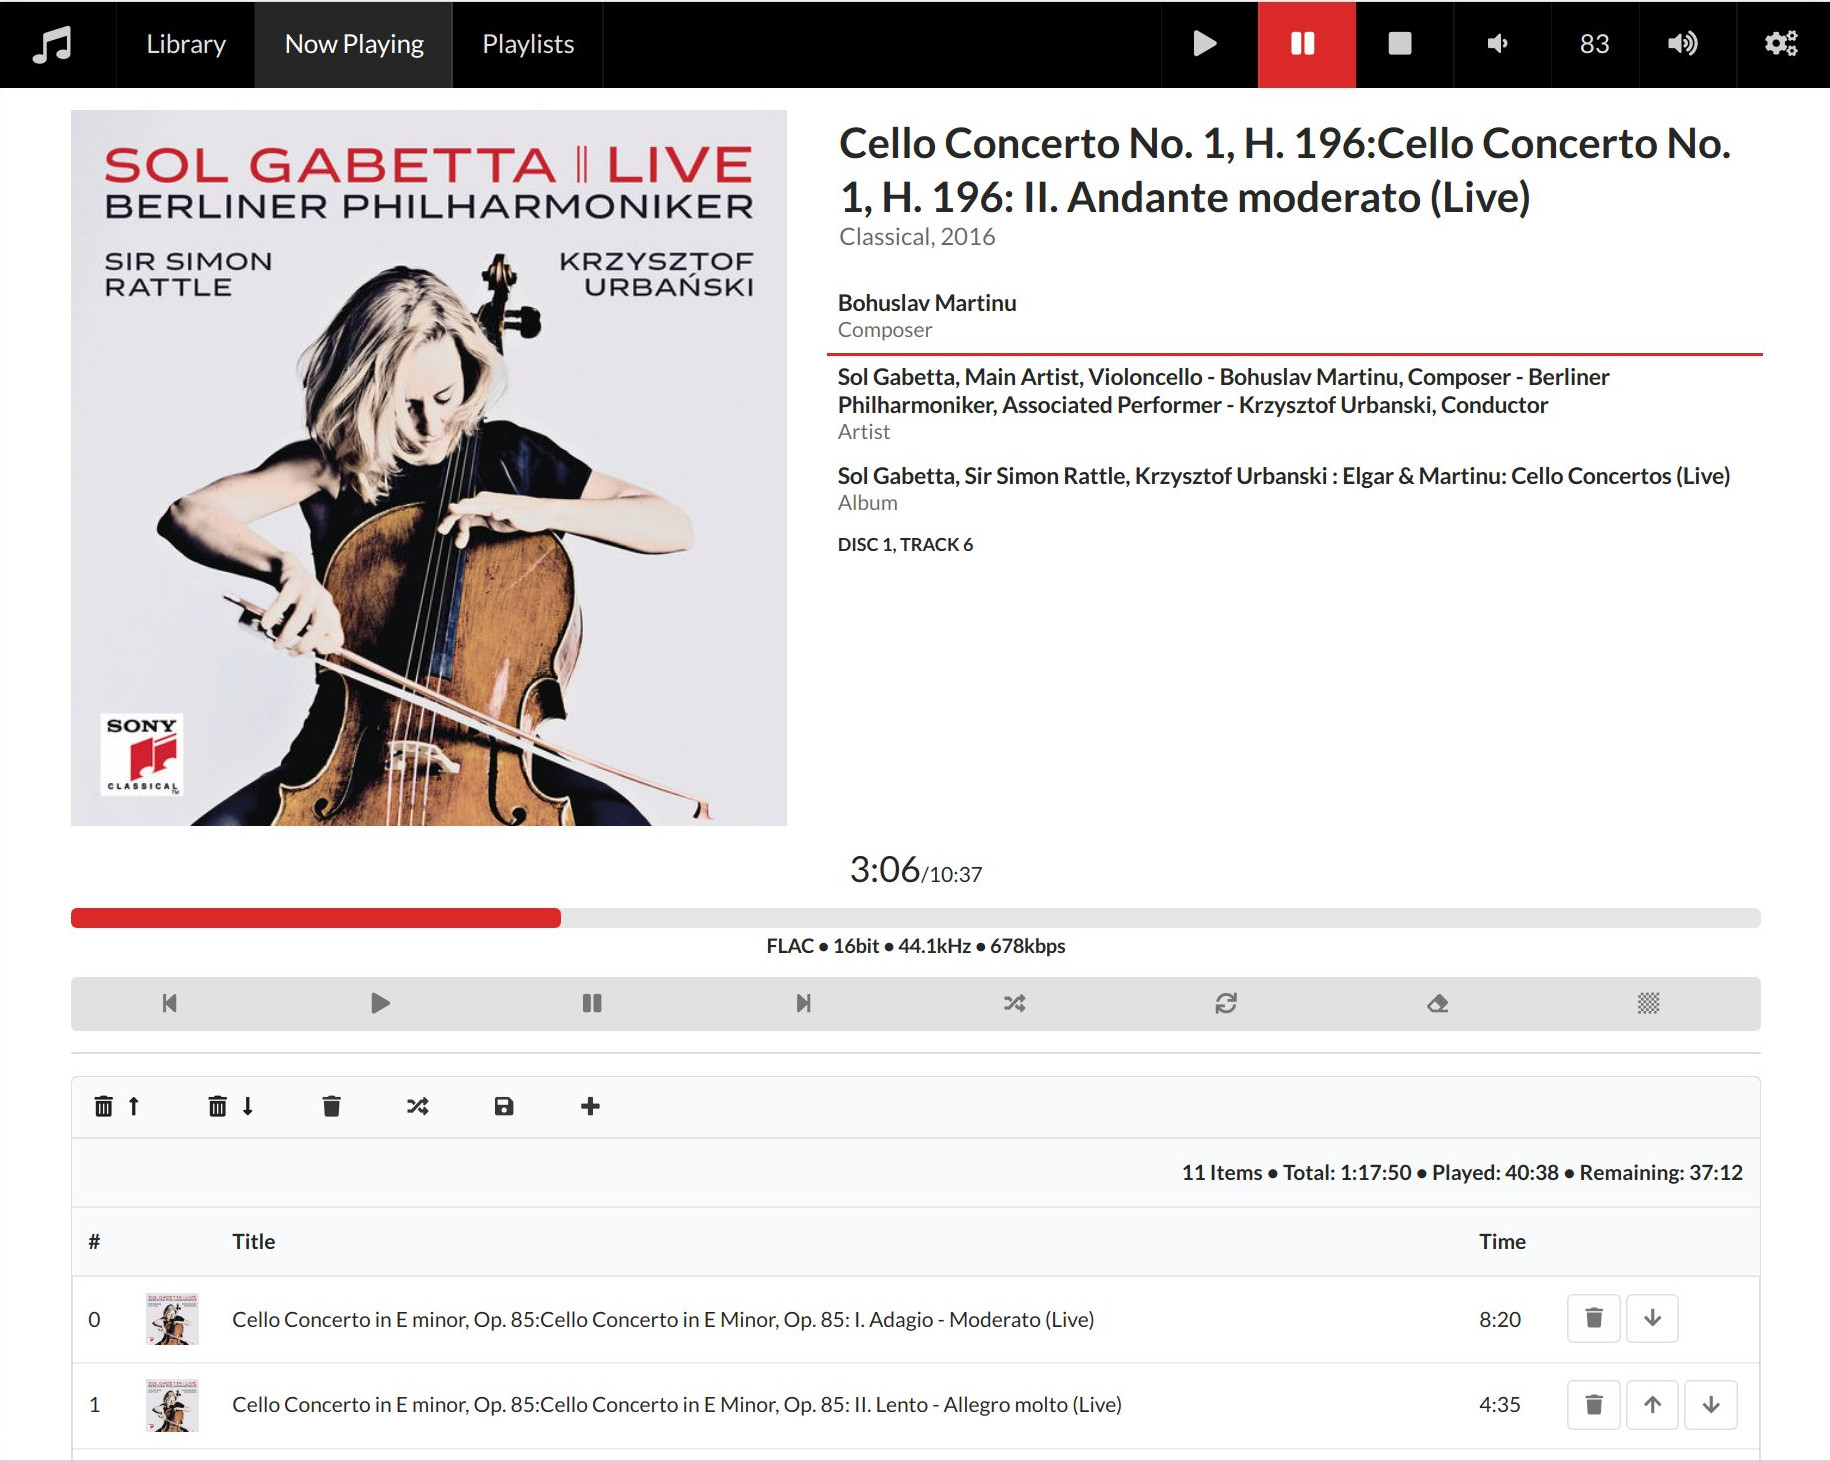 Library
Now Playing
Playlists
83
SOL GABETTA || LIVE
BERLINER PHILHARMONIKER
SIR SIMON
RATTLE
KRZYSZTOF
URBAŃSKI
SONY
CLASSICAL
TM
Cello Concerto No. 1, H. 196:Cello Concerto No.
1, H. 196: II. Andante moderato (Live)
Classical, 2016
Bohuslav Martinu
Composer
Sol Gabetta, Main Artist, Violoncello - Bohuslav Martinu, Composer - Berliner
Philharmoniker, Associated Performer - Krzysztof Urbanski, Conductor
Artist
Sol Gabetta, Sir Simon Rattle, Krzysztof Urbanski : Elgar & Martinu: Cello Concertos (Live)
Album
DISC 1, TRACK 6
3:06/10:37
FLAC • 16bit • 44.1kHz • 678kbps
11 Items • Total: 1:17:50 • Played: 40:38 • Remaining: 37:12
# Title Time
0 Cello Concerto in E minor, Op. 85:Cello Concerto in E Minor, Op. 85: I. Adagio - Moderato (Live) 8:20
1 Cello Concerto in E minor, Op. 85:Cello Concerto in E Minor, Op. 85: II. Lento - Allegro molto (Live) 4:35